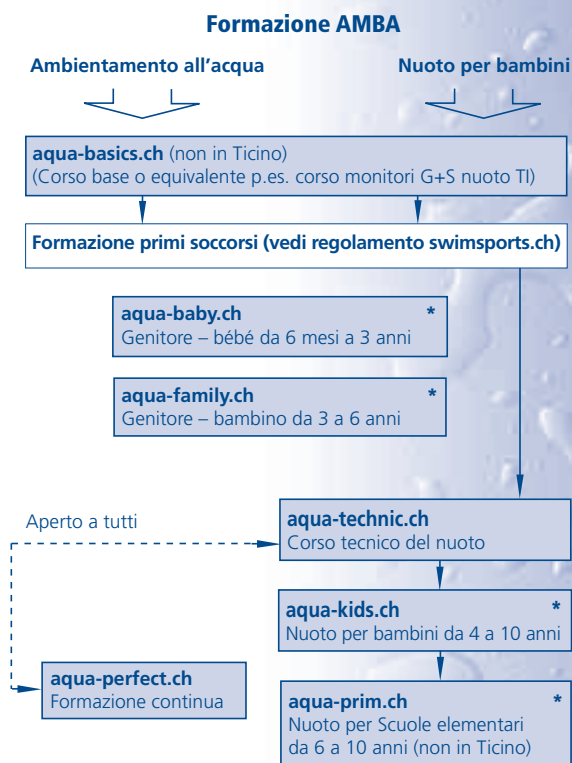 Formazione AMBA
Ambientamento all'acqua
Nuoto per bambini
aqua-basics.ch (non in Ticino)
(Corso base o equivalente p.es. corso monitori G+S nuoto TI)
Formazione primi soccorsi (vedi regolamento swimsports.ch)
aqua-baby.ch *
Genitore – bébé da 6 mesi a 3 anni
aqua-family.ch *
Genitore – bambino da 3 a 6 anni
Aperto a tutti
aqua-technic.ch
Corso tecnico del nuoto
aqua-kids.ch *
Nuoto per bambini da 4 a 10 anni
aqua-perfect.ch
Formazione continua
aqua-prim.ch *
Nuoto per Scuole elementari
da 6 a 10 anni (non in Ticino)